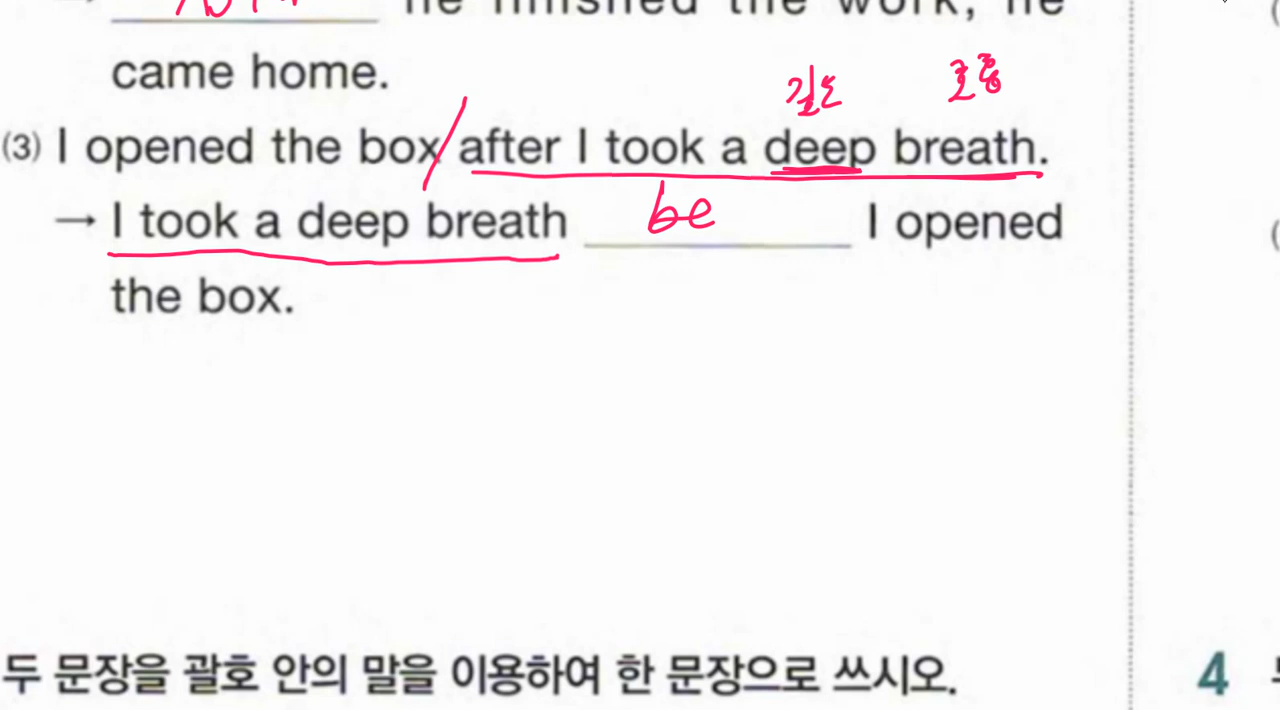 he finished the work, he
came home.
깊은 호흡
(3) I opened the box / after I took a deep breath.
→ I took a deep breath be I opened
the box.
두 문장을 괄호 안의 말을 이용하여 한 문장으로 쓰시오.
4